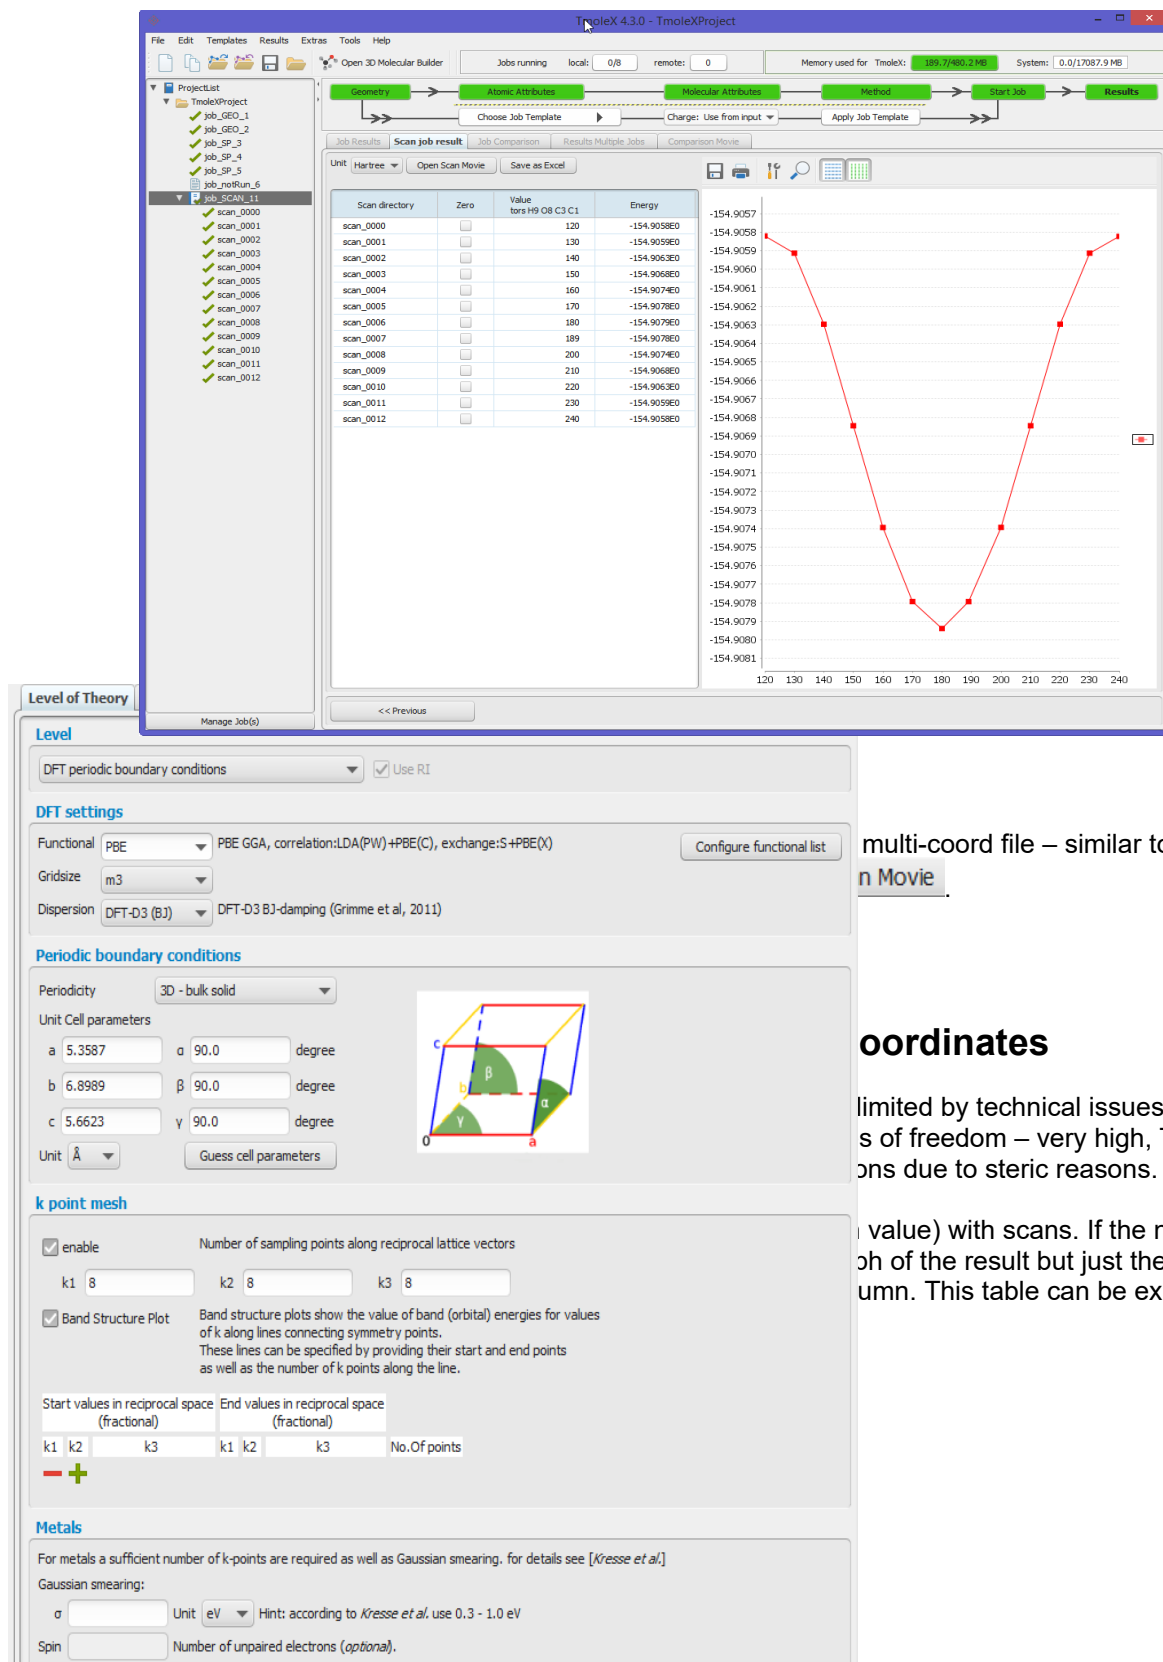 TmoleX 4.3.0 - TmoleXProject
File Edit Templates Results Extras Tools Help
Open 3D Molecular Builder Jobs running local: 0/8 remote: 0 Memory used for TmoleX: 189.7/480.2 MB System: 0.0/17087.9 MB
ProjectList
TmoleXProject
job_GEO_1
job_GEO_2
job_SP_3
job_SP_4
job_SP_5
job_notRun_6
job_SCAN_11
scan_0000
scan_0001
scan_0002
scan_0003
scan_0004
scan_0005
scan_0006
scan_0007
scan_0008
scan_0009
scan_0010
scan_0011
scan_0012
Manage Job(s)
Geometry Atomic Attributes Molecular Attributes Method Start Job Results
Choose Job Template Charge: Use from input Apply Job Template
Job Results Scan job result Job Comparison Results Multiple Jobs Comparison Movie
Unit Hartree Open Scan Movie Save as Excel
Scan directory Zero Value tors H9 O8 C3 C1 Energy
scan_0000 120 -154.9058E0
scan_0001 130 -154.9059E0
scan_0002 140 -154.9063E0
scan_0003 150 -154.9068E0
scan_0004 160 -154.9074E0
scan_0005 170 -154.9078E0
scan_0006 180 -154.9079E0
scan_0007 189 -154.9078E0
scan_0008 200 -154.9074E0
scan_0009 210 -154.9068E0
scan_0010 220 -154.9063E0
scan_0011 230 -154.9059E0
scan_0012 240 -154.9058E0
-154.9057
-154.9058
-154.9059
-154.9060
-154.9061
-154.9062
-154.9063
-154.9064
-154.9065
-154.9066
-154.9067
-154.9068
-154.9069
-154.9070
-154.9071
-154.9072
-154.9073
-154.9074
-154.9075
-154.9076
-154.9077
-154.9078
-154.9079
-154.9080
-154.9081
120 130 140 150 160 170 180 190 200 210 220 230 240
<< Previous
Level of Theory
Level
DFT periodic boundary conditions Use RI
DFT settings
Functional PBE PBE GGA, correlation:LDA(PW)+PBE(C), exchange:S+PBE(X) Configure functional list
Gridsize m3
Dispersion DFT-D3 (BJ) DFT-D3 BJ-damping (Grimme et al, 2011)
Periodic boundary conditions
Periodicity 3D - bulk solid
Unit Cell parameters
a 5.3587 α 90.0 degree
b 6.8989 β 90.0 degree
c 5.6623 γ 90.0 degree
Unit Å Guess cell parameters
c
β
b
α
γ
0 a
k point mesh
enable Number of sampling points along reciprocal lattice vectors
k1 8 k2 8 k3 8
Band Structure Plot Band structure plots show the value of band (orbital) energies for values
of k along lines connecting symmetry points.
These lines can be specified by providing their start and end points
as well as the number of k points along the line.
Start values in reciprocal space End values in reciprocal space
(fractional) (fractional)
k1 k2 k3 k1 k2 k3 No.Of points
Metals
For metals a sufficient number of k-points are required as well as Gaussian smearing. for details see [Kresse et al.]
Gaussian smearing:
σ Unit eV Hint: according to Kresse et al. use 0.3 - 1.0 eV
Spin Number of unpaired electrons (optional).
multi-coord file – similar to
n Movie .
oordinates
limited by technical issues
s of freedom – very high, T
ons due to steric reasons.
value) with scans. If the n
ph of the result but just the
umn. This table can be ex